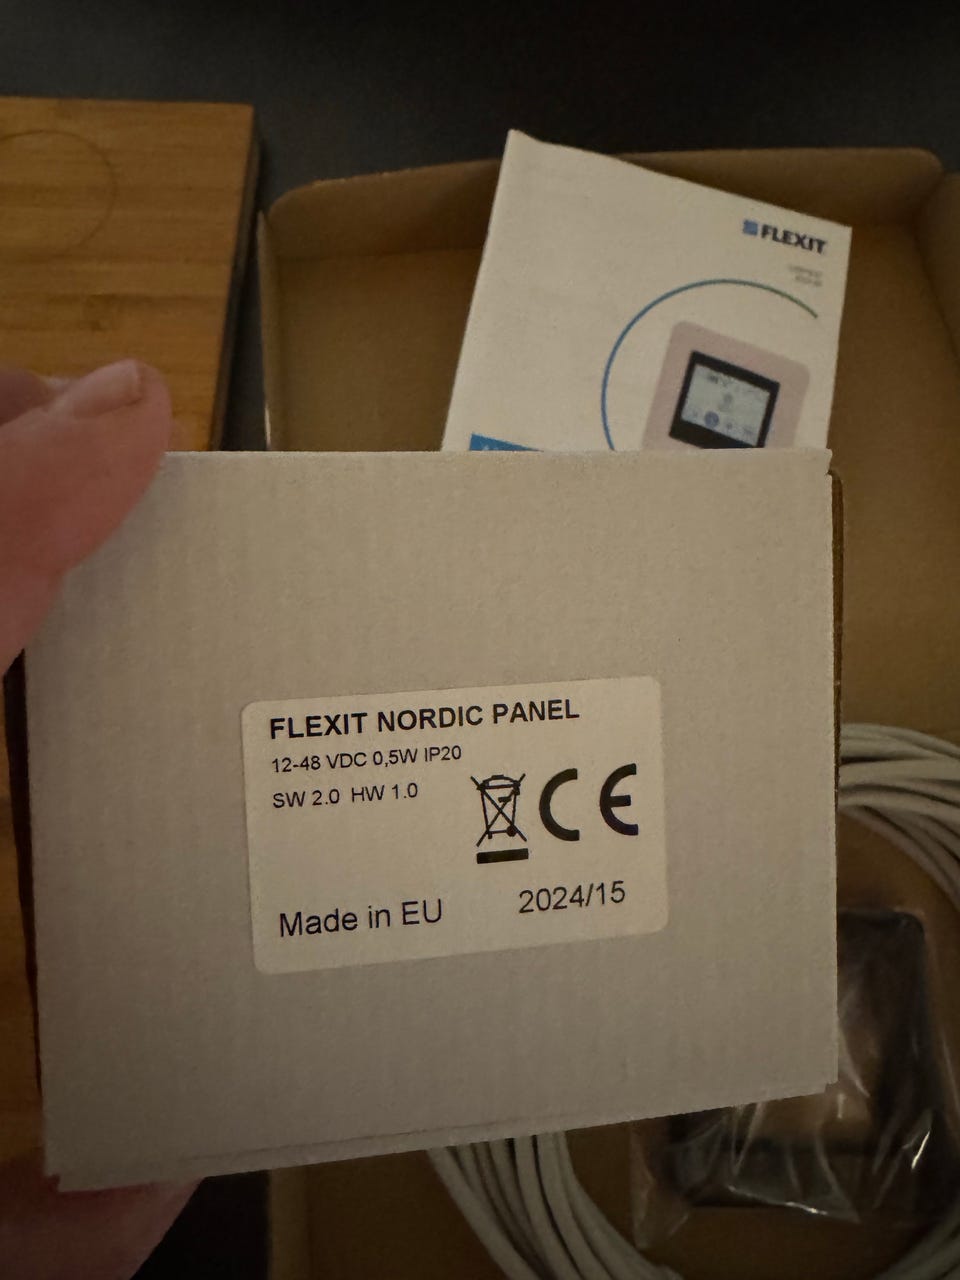 FLEXIT
FLEXIT NORDIC PANEL
12-48 VDC 0,5W IP20
SW 2.0 HW 1.0
CE
Made in EU
2024/15